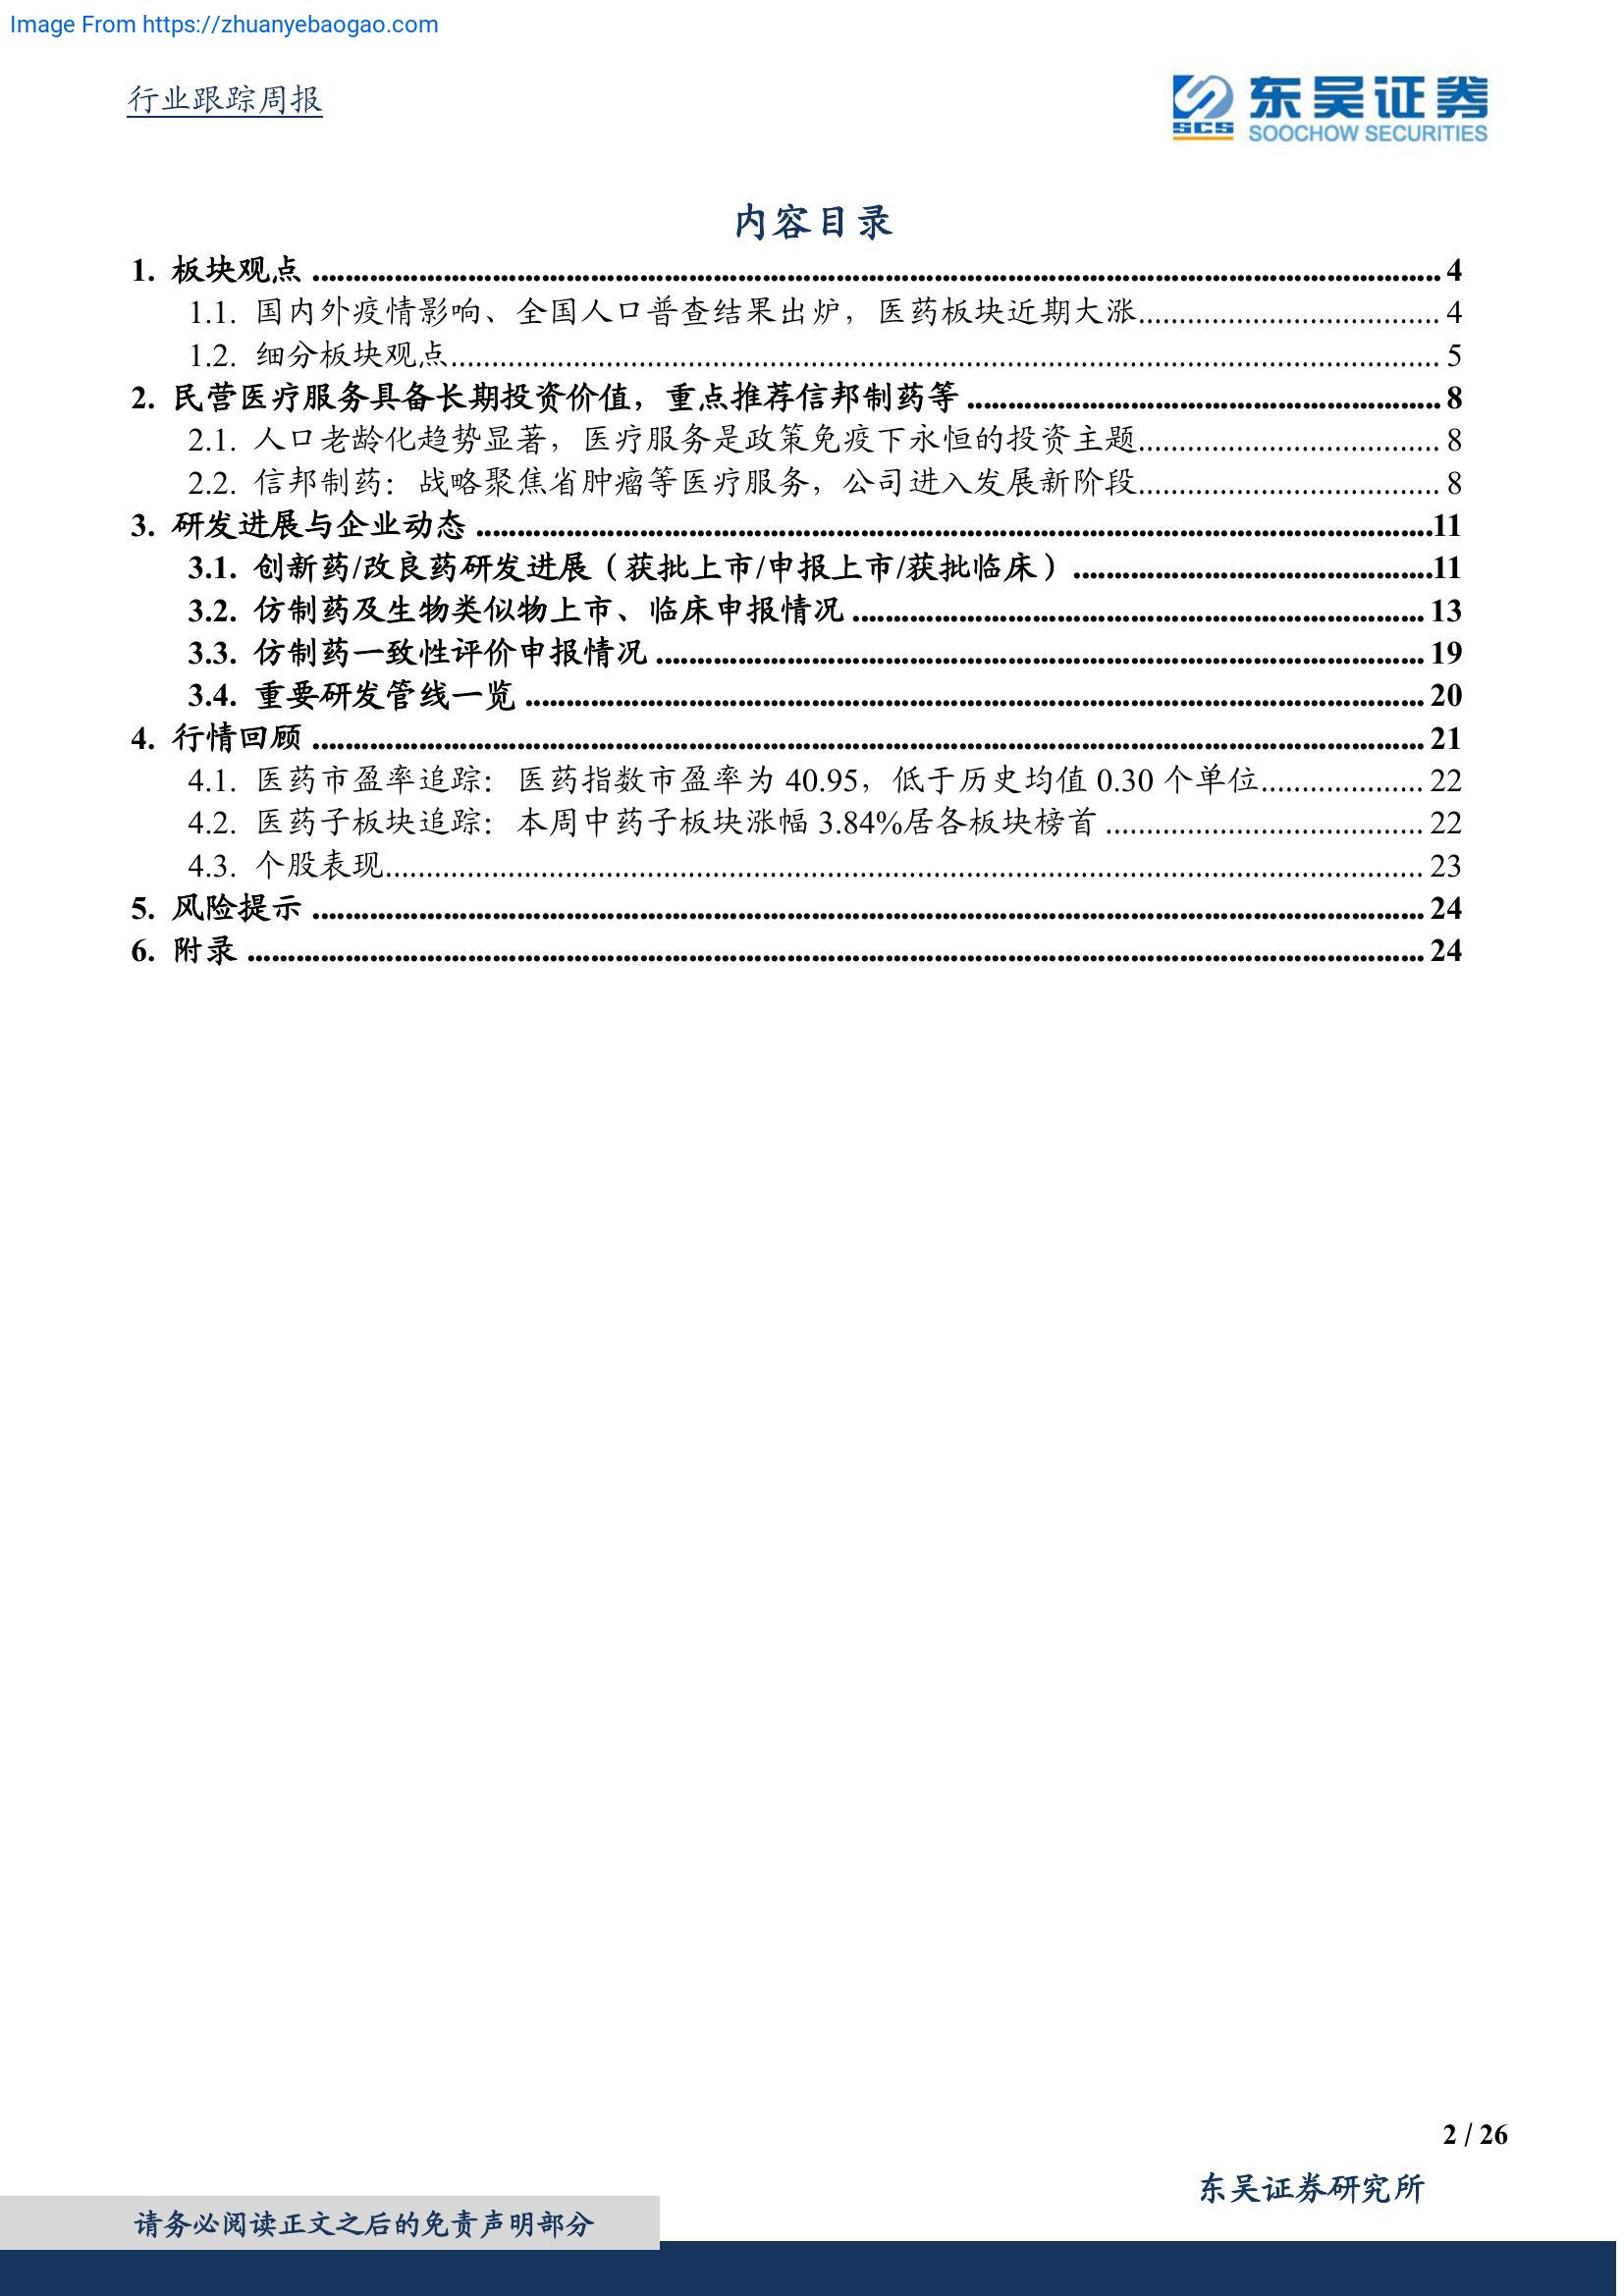 Image From https://zhuanyebaogao.com
行业跟踪周报
东吴证券
SCS SOOCHOW SECURITIES
内容目录
1. 板块观点 4
1.1. 国内外疫情影响、全国人口普查结果出炉，医药板块近期大涨 4
1.2. 细分板块观点 5
2. 民营医疗服务具备长期投资价值，重点推荐信邦制药等 8
2.1. 人口老龄化趋势显著，医疗服务是政策免疫下永恒的投资主题 8
2.2. 信邦制药：战略聚焦省肿瘤等医疗服务，公司进入发展新阶段 8
3. 研发进展与企业动态 11
3.1. 创新药/改良药研发进展（获批上市/申报上市/获批临床） 11
3.2. 仿制药及生物类似物上市、临床申报情况 13
3.3. 仿制药一致性评价申报情况 19
3.4. 重要研发管线一览 20
4. 行情回顾 21
4.1. 医药市盈率追踪：医药指数市盈率为 40.95，低于历史均值 0.30 个单位 22
4.2. 医药子板块追踪：本周中药子板块涨幅 3.84%居各板块榜首 22
4.3. 个股表现 23
5. 风险提示 24
6. 附录 24
2 / 26
东吴证券研究所
请务必阅读正文之后的免责声明部分